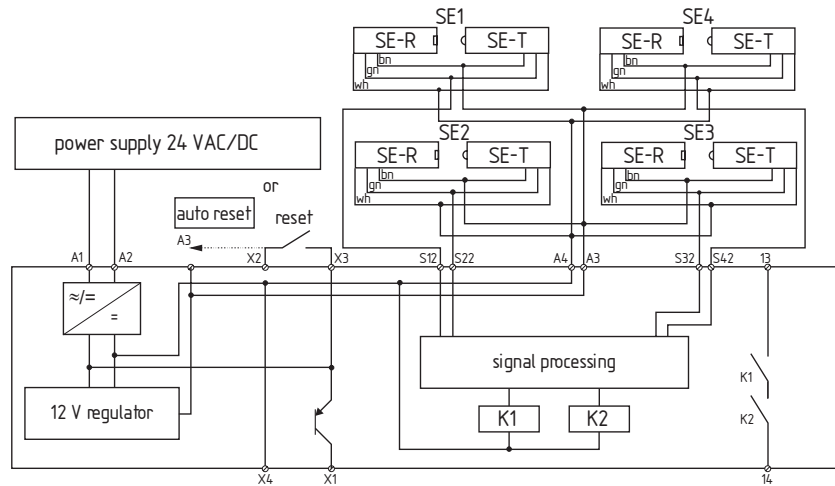 SE1 SE4
SE-R SE-T SE-R SE-T
bn bn
gn gn
wh wh
power supply 24 VAC/DC
SE2 SE3
SE-R SE-T SE-R SE-T
bn bn
gn gn
wh wh
or
auto reset reset
A3
A1 A2 X2 X3 S12 S22 A4 A3 S32 S42 13
≈/=
=
signal processing
K1
12 V regulator
K1 K2
K2
X4 X1 14